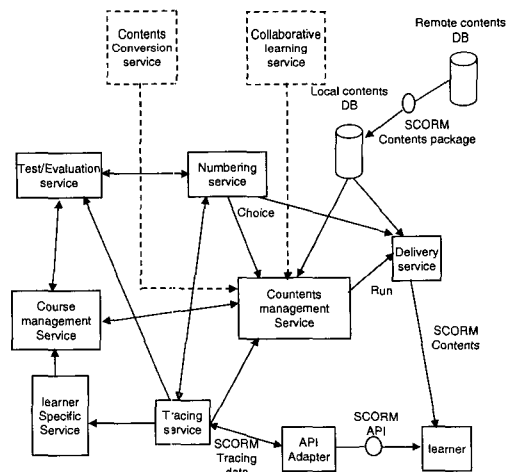 Contents
Conversion
service
Collaborative
learning
service
Remote contents
DB
Local contents
DB
SCORM
Contents package
Test/Evaluation
service
Numbering
service
Choice
Delivery
service
Course
management
Service
Countents
management
Service
Run
SCORM
Contents
learner
Specific
Service
Tracing
service
SCORM
Tracing
data
API
Adapter
SCORM
API
learner